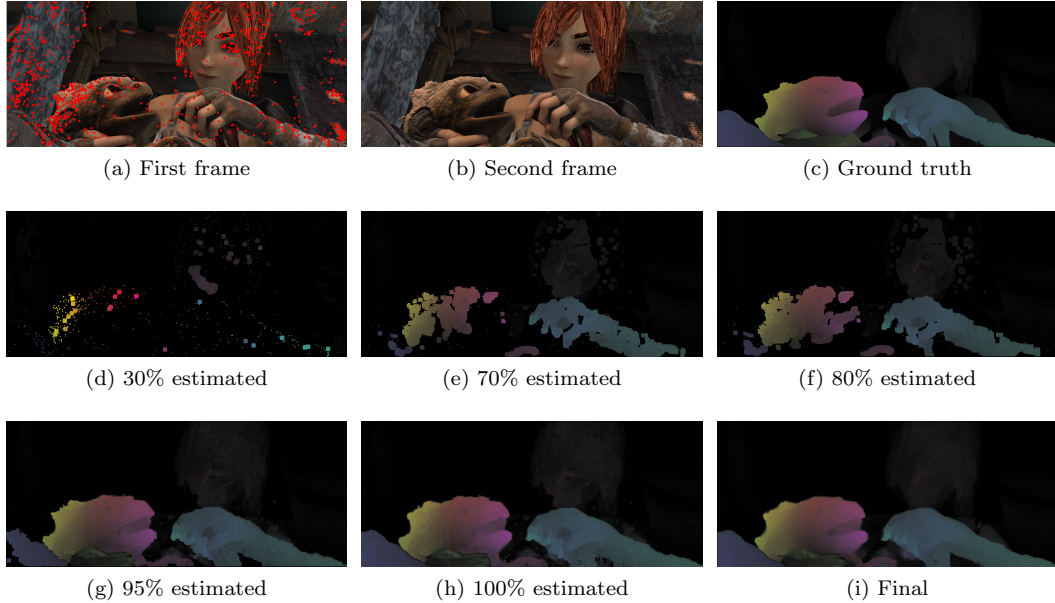 (a) First frame
(b) Second frame
(c) Ground truth
(d) 30% estimated
(e) 70% estimated
(f) 80% estimated
(g) 95% estimated
(h) 100% estimated
(i) Final